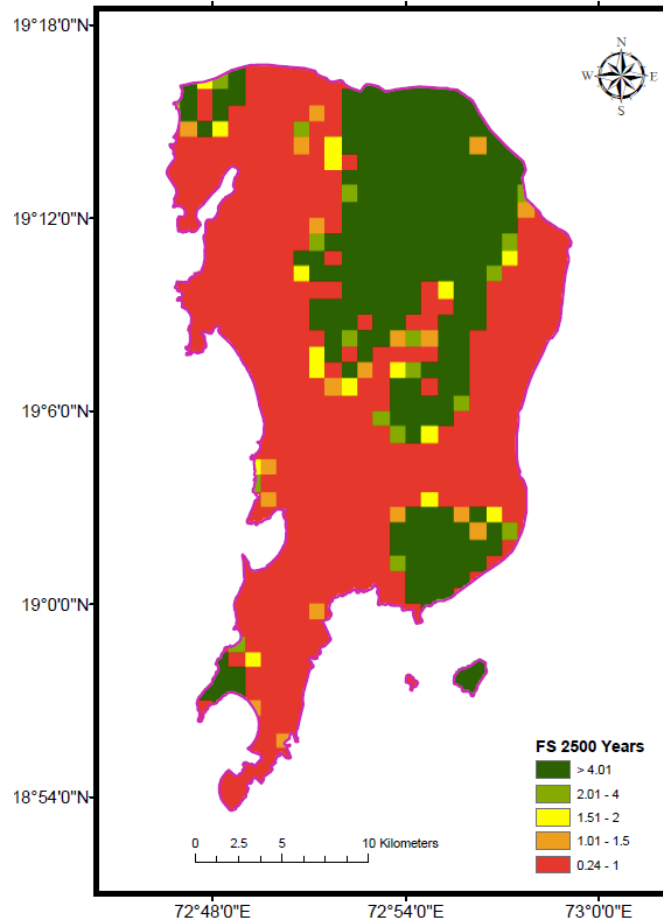 19°18'0"N
N
W E
S
19°12'0"N
19°6'0"N
19°0'0"N
18°54'0"N
FS 2500 Years
> 4.01
2.01 - 4
1.51 - 2
1.01 - 1.5
0.24 - 1
0 2.5 5 10 Kilometers
72°48'0"E 72°54'0"E 73°0'0"E